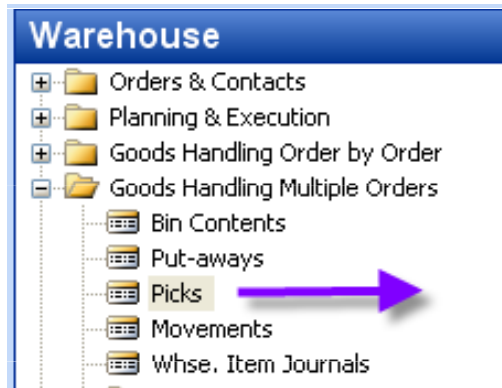 Warehouse
Orders & Contacts
Planning & Execution
Goods Handling Order by Order
Goods Handling Multiple Orders
Bin Contents
Put-aways
Picks
Movements
Whse. Item Journals